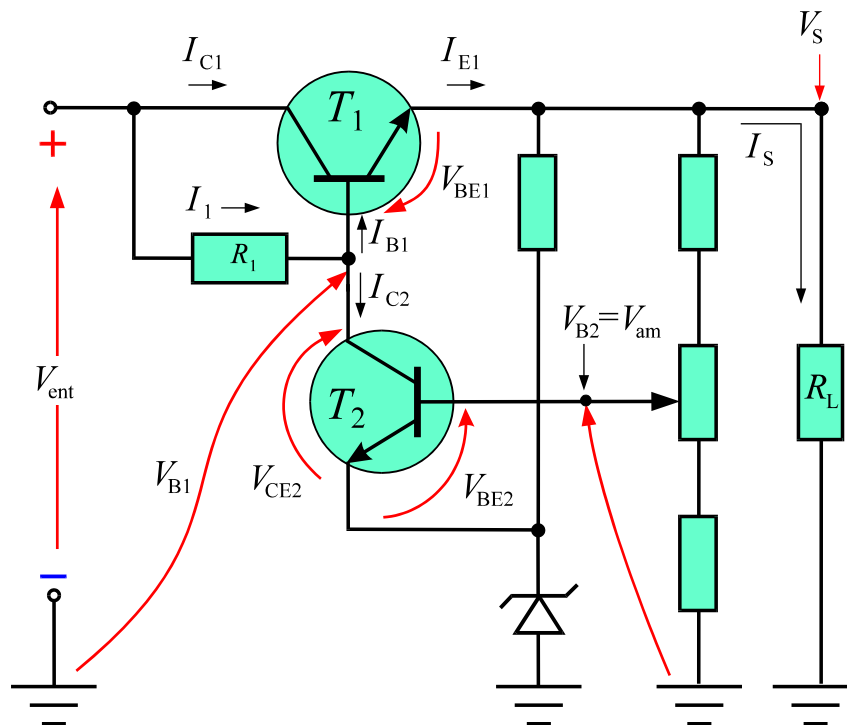 I_C1
I_E1
V_S
+
T_1
I_S
V_BE1
I_1
I_B1
R_1
I_C2
V_B2=V_am
V_ent
T_2
R_L
V_B1
V_CE2
V_BE2
−